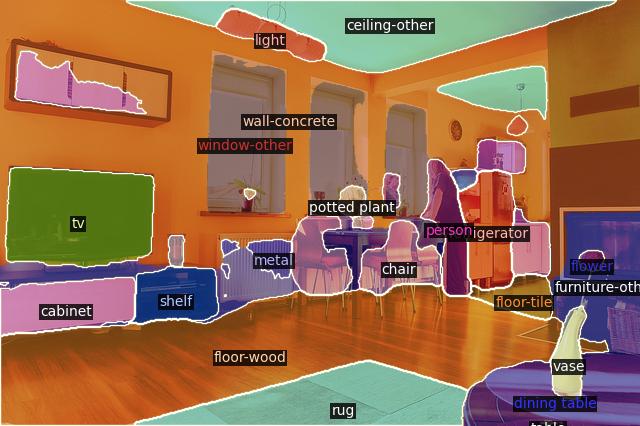 ceiling-other
light
wall-concrete
window-other
potted plant
tv
person
igerator
metal
flower
chair
furniture-oth
shelf
floor-tile
cabinet
floor-wood
vase
dining table
rug